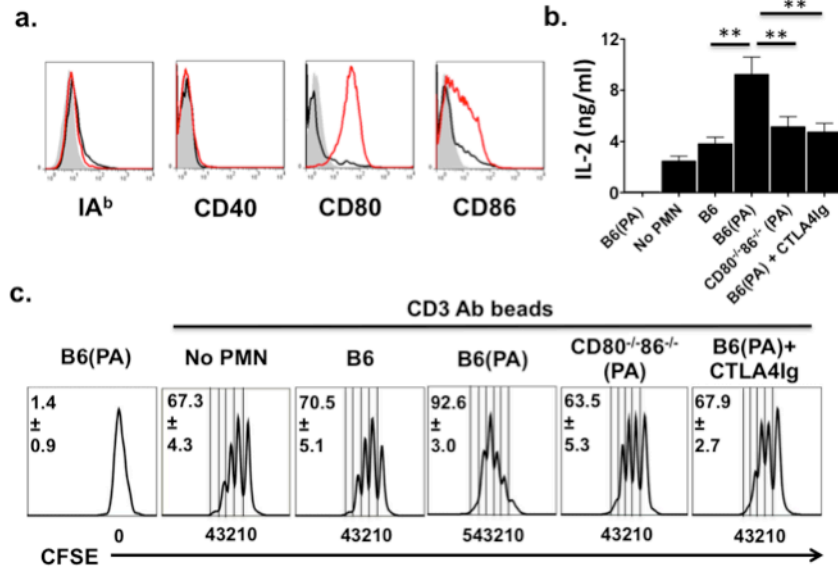 a.
IAᵇ
CD40
CD80
CD86
b.
** ** **
IL-2 (ng/ml)
12
8
4
0
B6(PA)
No PMN
B6
B6(PA)
CD80⁻/⁻86⁻/⁻ (PA)
B6(PA) + CTLA4Ig
c.
CD3 Ab beads
B6(PA)
No PMN
B6
B6(PA)
CD80⁻/⁻86⁻/⁻
(PA)
B6(PA)+
CTLA4Ig
1.4
±
0.9
67.3
±
4.3
70.5
±
5.1
92.6
±
3.0
63.5
±
5.3
67.9
±
2.7
0
43210
43210
543210
43210
43210
CFSE